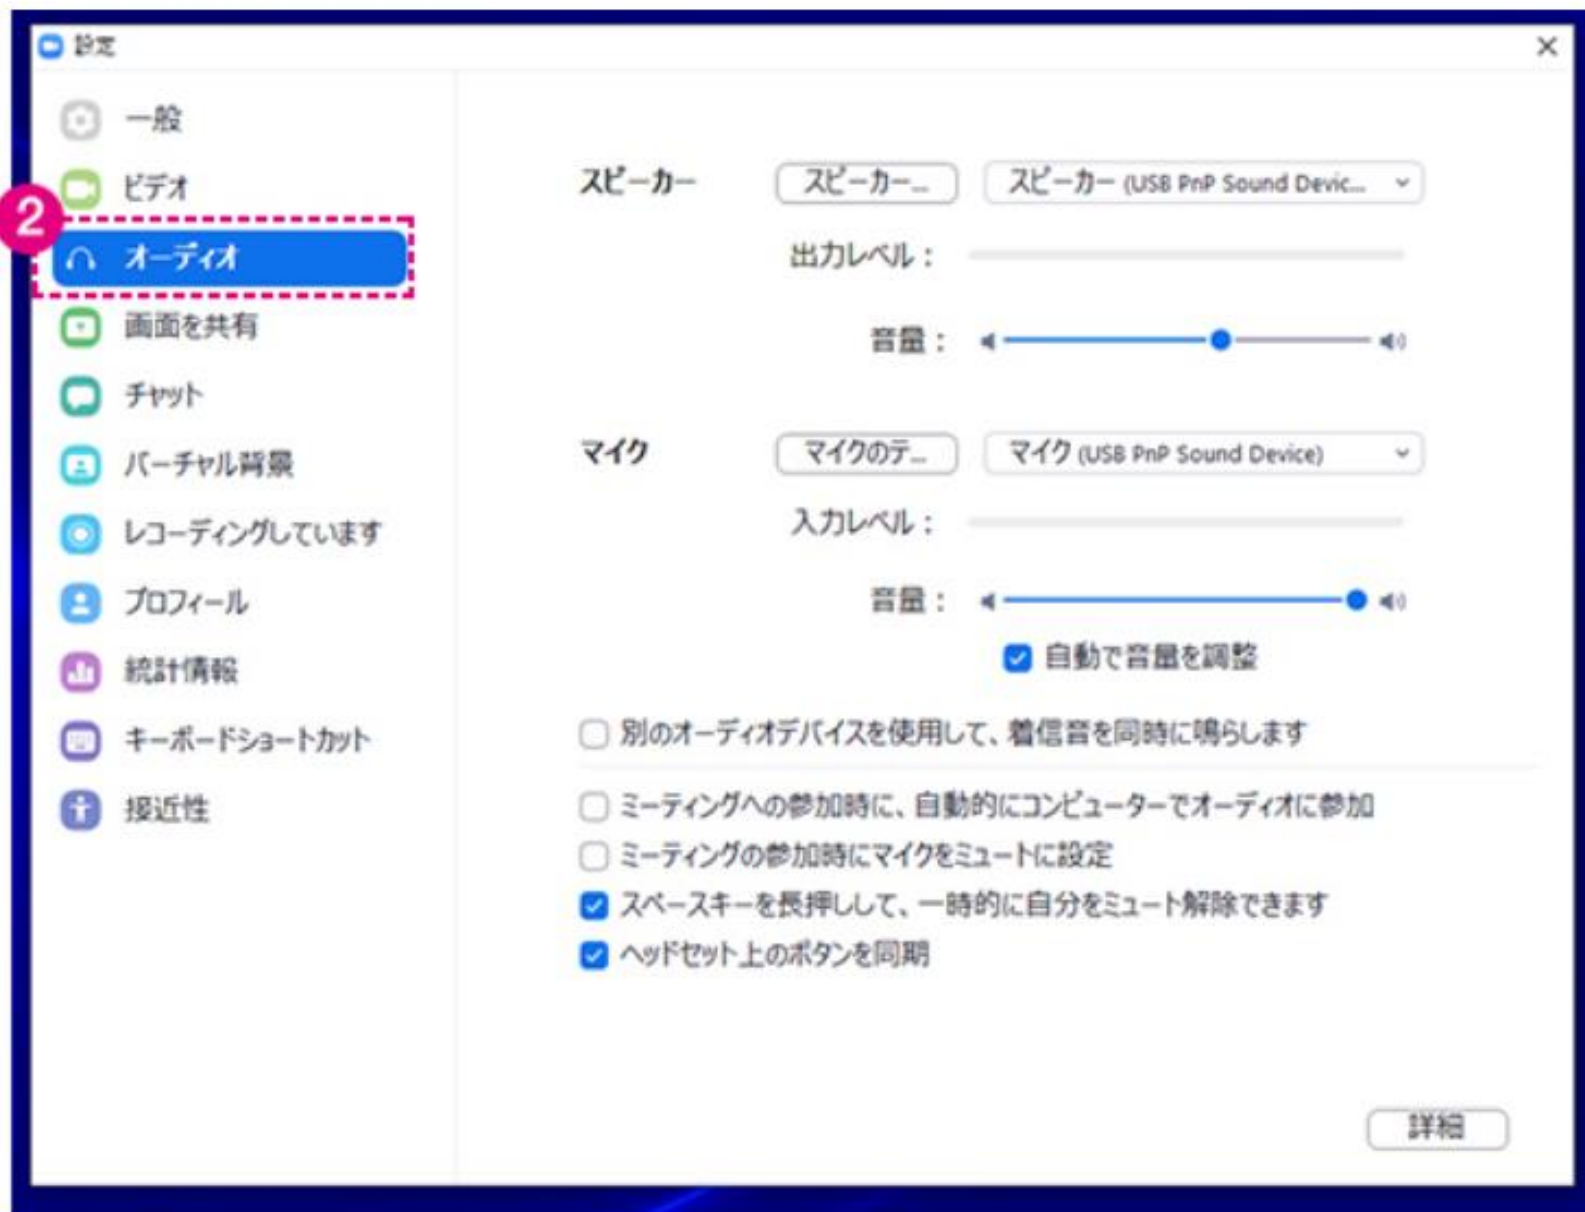 設定
一般
ビデオ
2
オーディオ
画面を共有
チャット
バーチャル背景
レコーディングしています
プロフィール
統計情報
キーボードショートカット
接近性
スピーカー スピーカー... スピーカー (USB PnP Sound Devic...
出力レベル：
音量：
マイク マイクのテ... マイク (USB PnP Sound Device)
入力レベル：
音量：
自動で音量を調整
別のオーディオデバイスを使用して、着信音を同時に鳴らします
ミーティングへの参加時に、自動的にコンピューターでオーディオに参加
ミーティングの参加時にマイクをミュートに設定
スペースキーを長押しして、一時的に自分をミュート解除できます
ヘッドセット上のボタンを同期
詳細